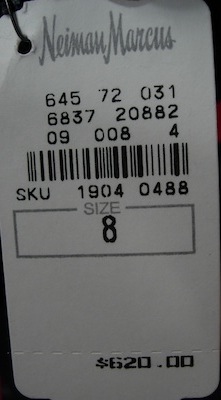 Neiman Marcus
645 72 031
6837 20882
09 008 4
SKU 1904 0488
SIZE
8
$620.00